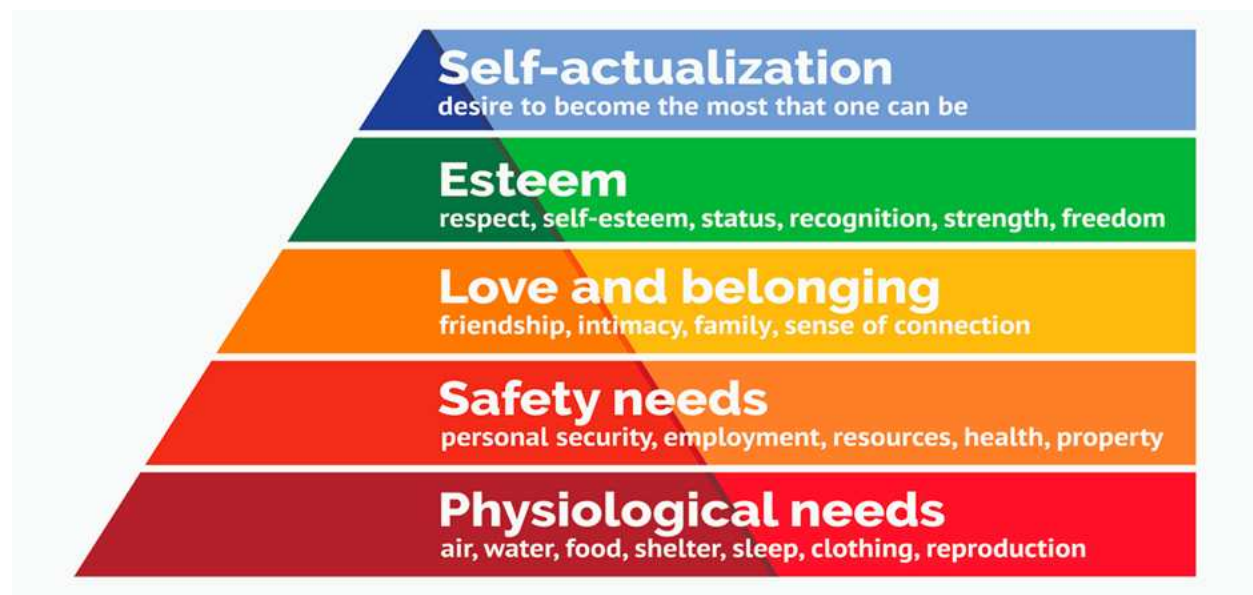 Self-actualization
desire to become the most that one can be
Esteem
respect, self-esteem, status, recognition, strength, freedom
Love and belonging
friendship, intimacy, family, sense of connection
Safety needs
personal security, employment, resources, health, property
Physiological needs
air, water, food, shelter, sleep, clothing, reproduction